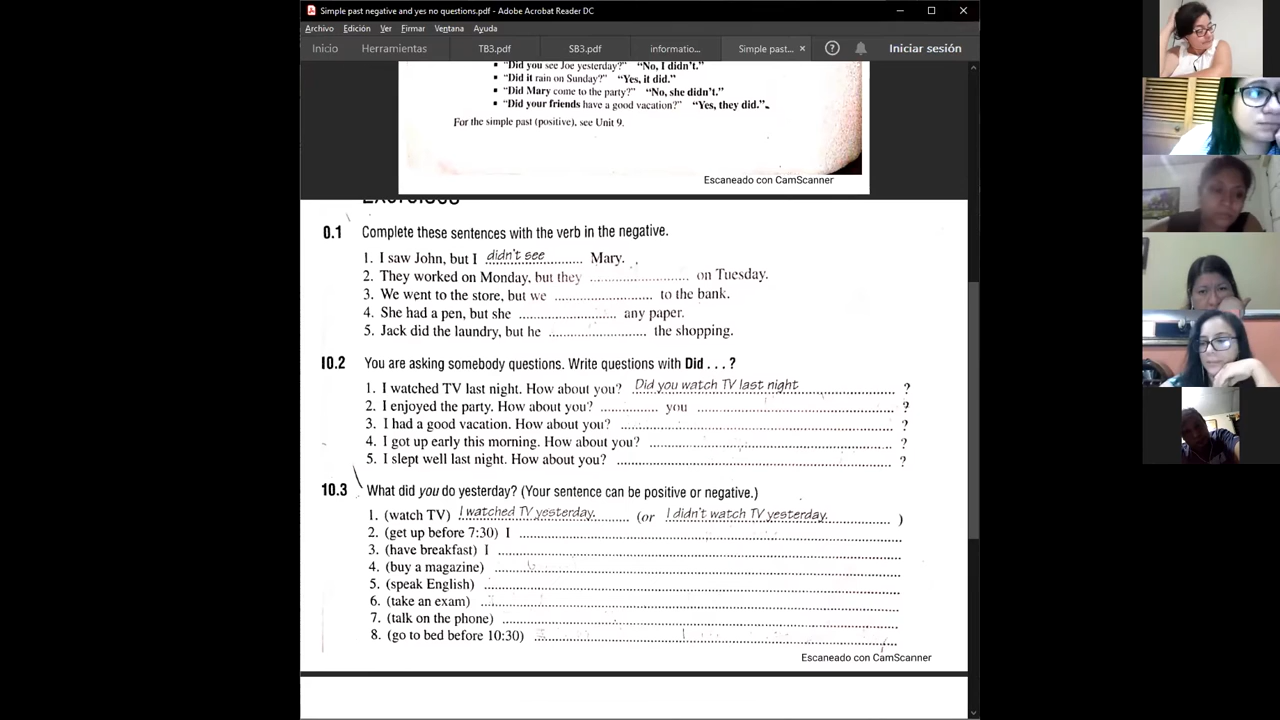 Simple past negative and yes no questions.pdf - Adobe Acrobat Reader DC
Archivo Edición Ver Firmar Ventana Ayuda
Inicio Herramientas TB3.pdf SB3.pdf informatio... Simple past... × Iniciar sesión
▪ "Did you see Joe yesterday?" "No, I didn't."
▪ "Did it rain on Sunday?" "Yes, it did."
▪ "Did Mary come to the party?" "No, she didn't."
▪ "Did your friends have a good vacation?" "Yes, they did."
For the simple past (positive), see Unit 9.
Escaneado con CamScanner
Exercises
0.1 Complete these sentences with the verb in the negative.
1. I saw John, but I didn't see Mary.
2. They worked on Monday, but they .................... on Tuesday.
3. We went to the store, but we .................... to the bank.
4. She had a pen, but she .................... any paper.
5. Jack did the laundry, but he .................... the shopping.
10.2 You are asking somebody questions. Write questions with Did . . . ?
1. I watched TV last night. How about you? Did you watch TV last night ?
2. I enjoyed the party. How about you? ............ you .................... ?
3. I had a good vacation. How about you? .................... ?
4. I got up early this morning. How about you? .................... ?
5. I slept well last night. How about you? .................... ?
10.3 What did you do yesterday? (Your sentence can be positive or negative.)
1. (watch TV) I watched TV yesterday. (or I didn't watch TV yesterday. )
2. (get up before 7:30) I ....................
3. (have breakfast) I ....................
4. (buy a magazine) ....................
5. (speak English) ....................
6. (take an exam) ....................
7. (talk on the phone) ....................
8. (go to bed before 10:30) ....................
Escaneado con CamScanner